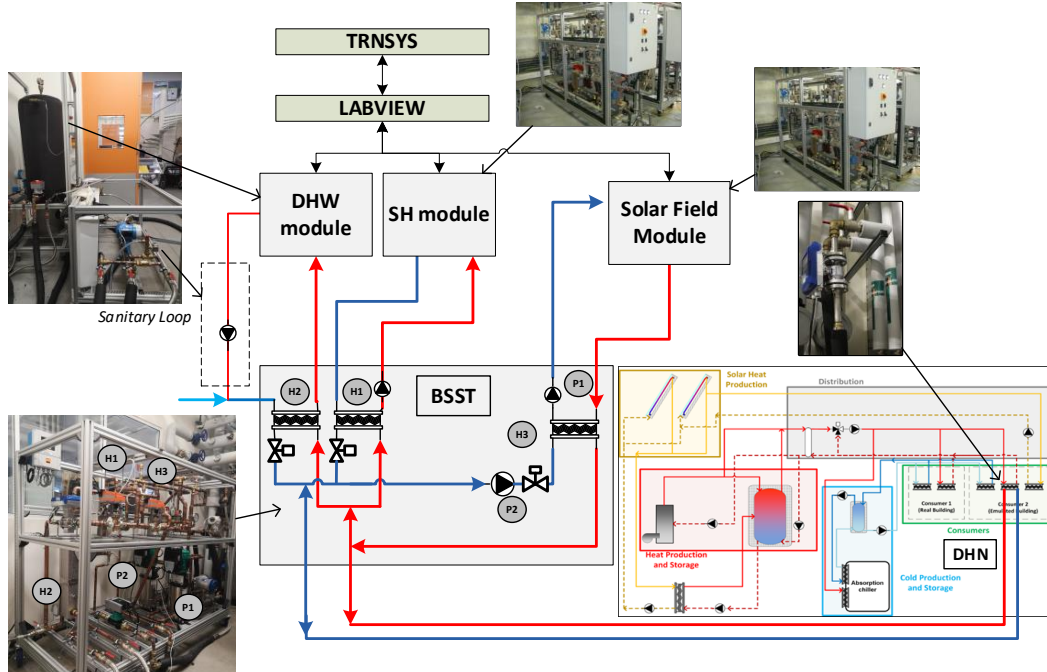 TRNSYS
LABVIEW
DHW
module
SH module
Solar Field
Module
Sanitary Loop
H2
H1
BSST
P1
H3
P2
H1
H3
P2
H2
P1
Solar Heat
Production
Distribution
Consumer 1
(Real Building)
Consumer 2
(Emulated Building)
Consumers
Heat Production
and Storage
Absorption
chiller
Cold Production
and Storage
DHN